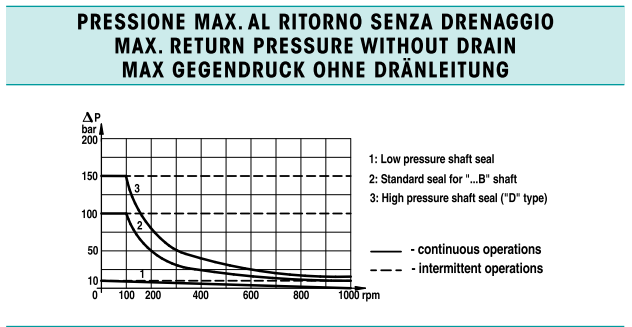 PRESSIONE MAX. AL RITORNO SENZA DRENAGGIO
MAX. RETURN PRESSURE WITHOUT DRAIN
MAX GEGENDRUCK OHNE DRÄNLEITUNG
ΔP
bar
200
150
100
50
10
0 100 200 400 600 800 1000 rpm
3
2
1
1: Low pressure shaft seal
2: Standard seal for "...B" shaft
3: High pressure shaft seal ("D" type)
- continuous operations
- intermittent operations